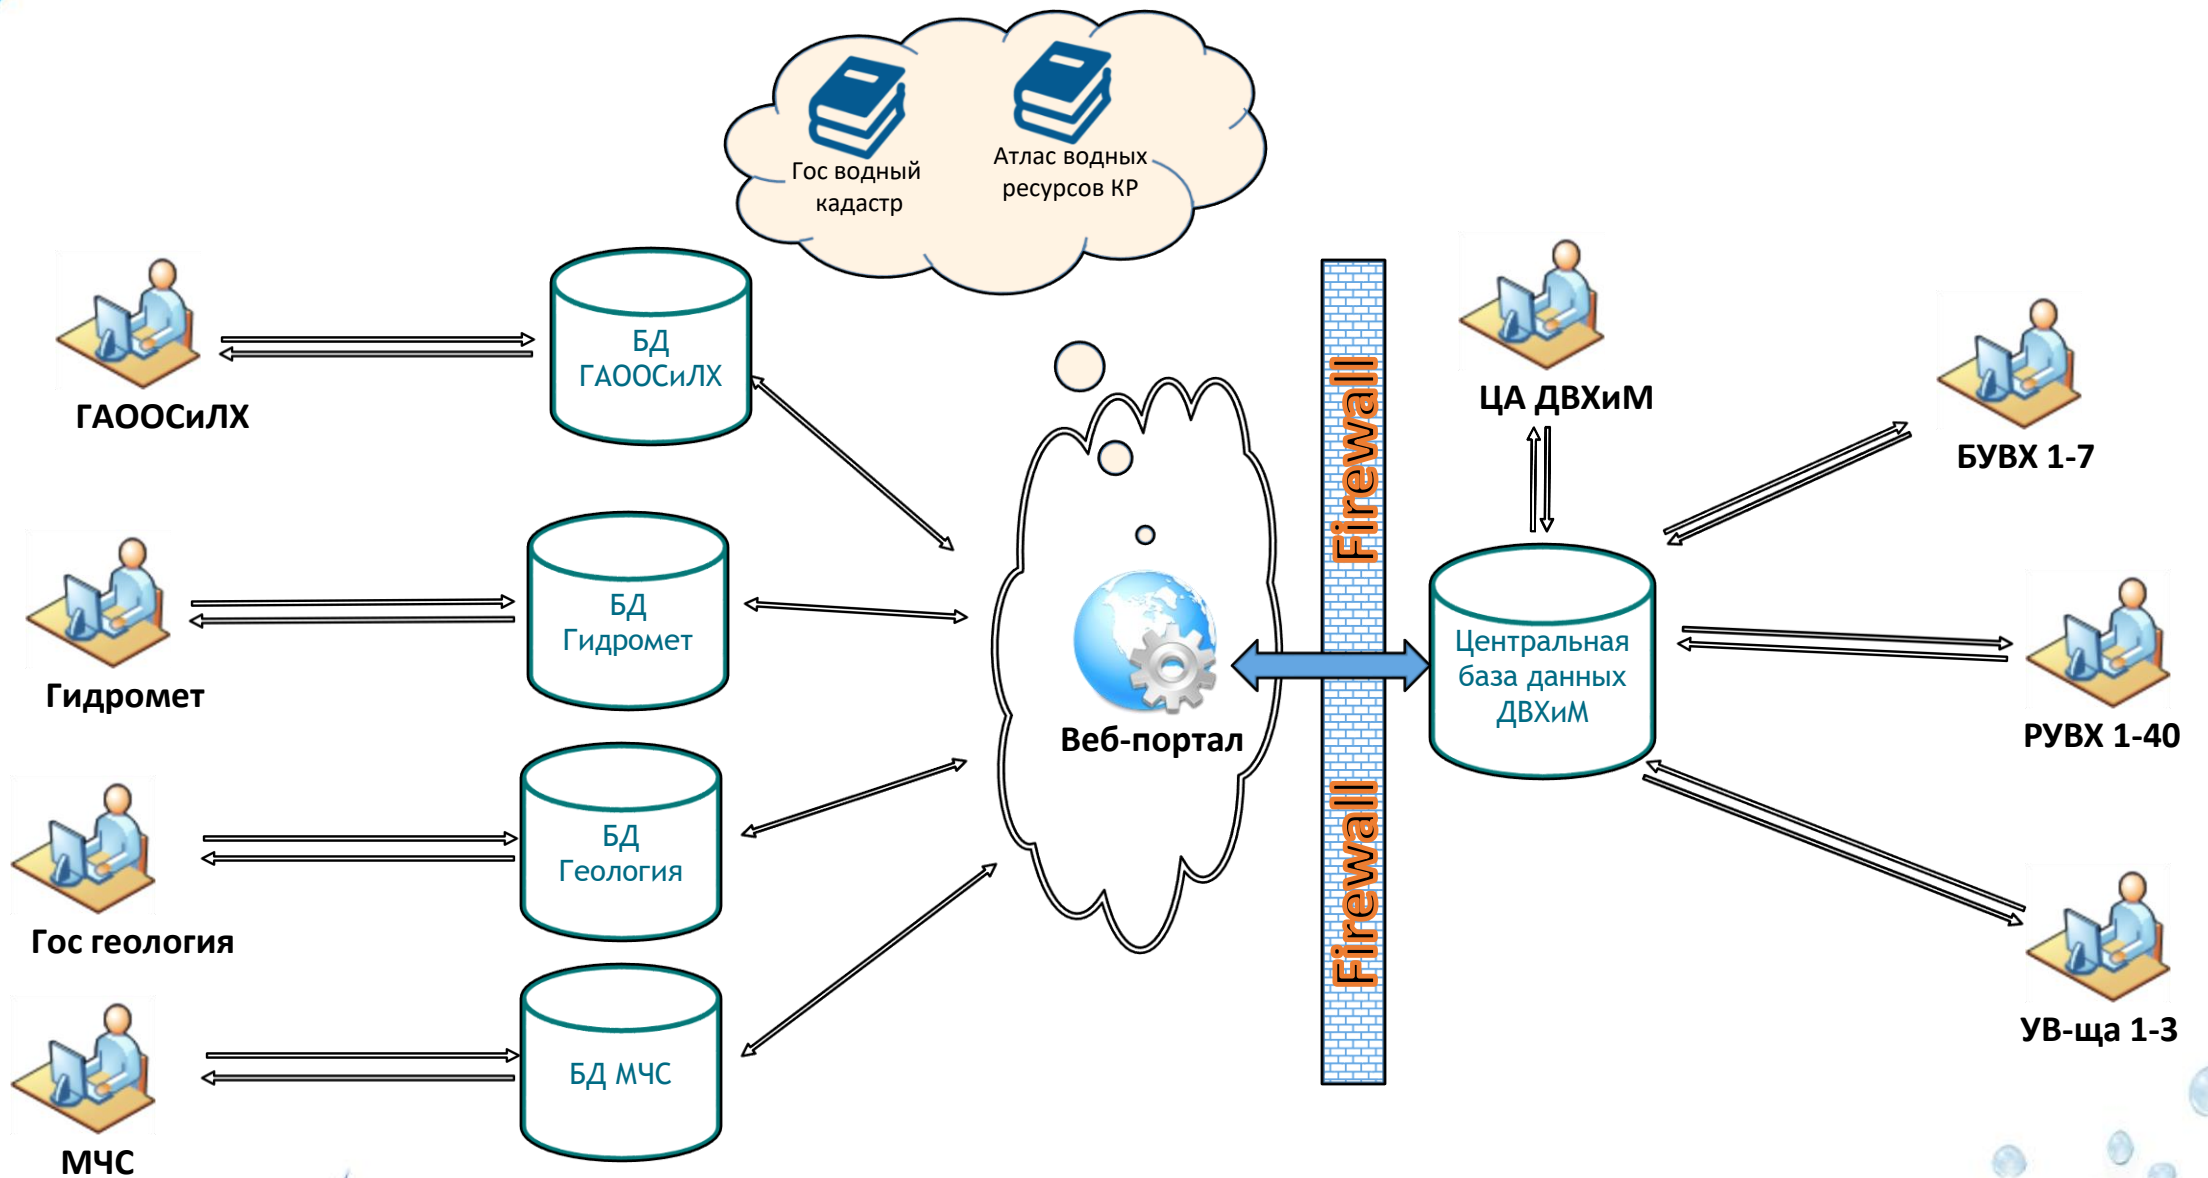 Гос водный
кадастр
Атлас водных
ресурсов КР
ГАООСиЛХ
БД
ГАООСиЛХ
Гидромет
БД
Гидромет
Гос геология
БД
Геология
МЧС
БД МЧС
Веб-портал
Firewall
Firewall
ЦА ДВХиМ
Центральная
база данных
ДВХиМ
БУВХ 1-7
РУВХ 1-40
УВ-ща 1-3